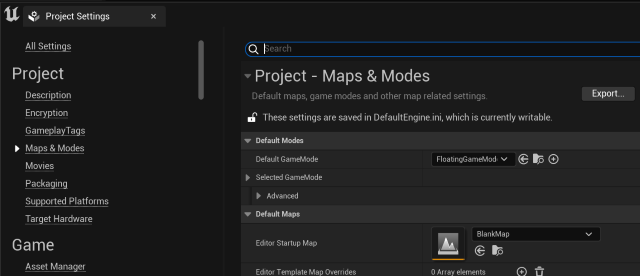 Project Settings
All Settings
Project
Description
Encryption
GameplayTags
Maps & Modes
Movies
Packaging
Supported Platforms
Target Hardware
Game
Asset Manager
Search
Project - Maps & Modes
Default maps, game modes and other map related settings.
Export...
These settings are saved in DefaultEngine.ini, which is currently writable.
Default Modes
Default GameMode
FloatingGameMod
Selected GameMode
Advanced
Default Maps
Editor Startup Map
BlankMap
Editor Template Map Overrides
0 Array elements